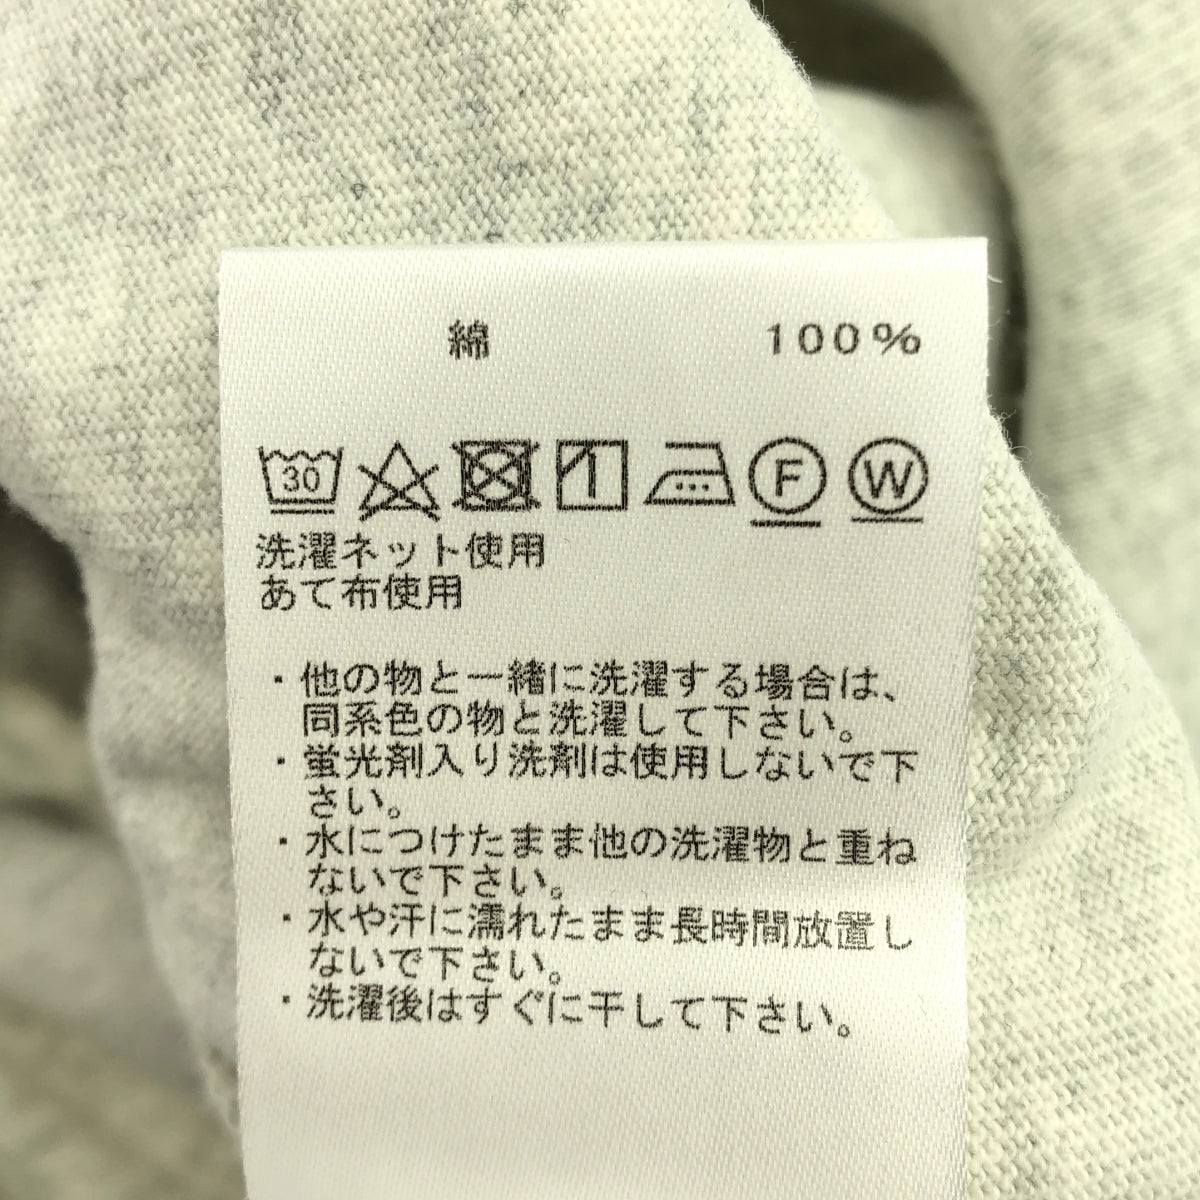 綿 100%
30 F W
洗濯ネット使用
あて布使用
・他の物と一緒に洗濯する場合は、
同系色の物と洗濯して下さい。
・蛍光剤入り洗剤は使用しないで下
さい。
・水につけたまま他の洗濯物と重ね
ないで下さい。
・水や汗に濡れたまま長時間放置し
ないで下さい。
・洗濯後はすぐに干して下さい。